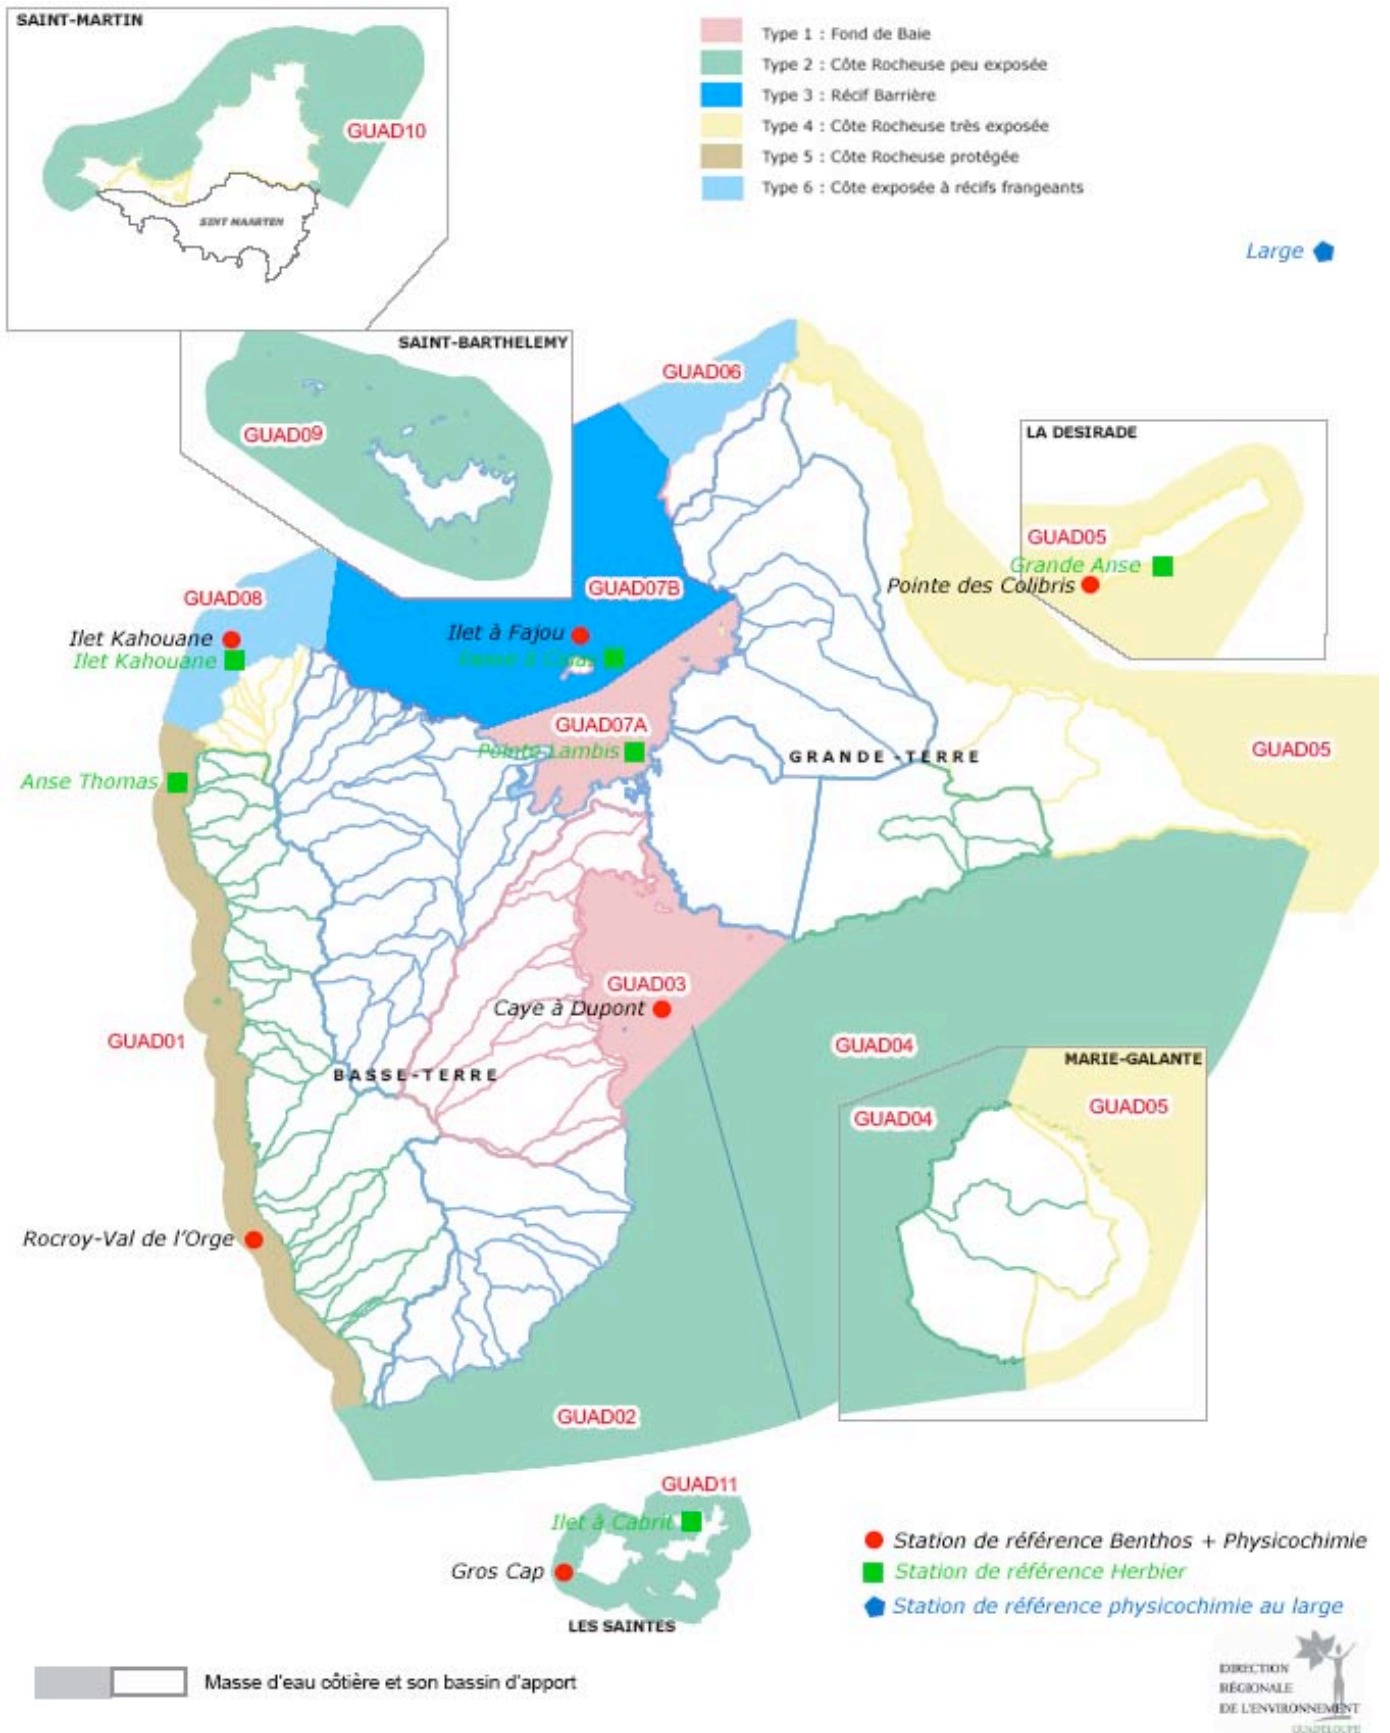 SAINT-MARTIN
GUAD10
SINT MAARTEN
Type 1 : Fond de Baie
Type 2 : Côte Rocheuse peu exposée
Type 3 : Récif Barrière
Type 4 : Côte Rocheuse très exposée
Type 5 : Côte Rocheuse protégée
Type 6 : Côte exposée à récifs frangeants
Large
SAINT-BARTHELEMY
GUAD09
GUAD06
LA DESIRADE
GUAD05
Grande Anse
Pointe des Colibris
GUAD08
GUAD07B
Ilet Kahouane
Ilet Kahouane
Ilet à Fajou
GUAD07A
Pointe Lambis
GRANDE-TERRE
GUAD05
Anse Thomas
GUAD03
Caye à Dupont
GUAD01
GUAD04
BASSE-TERRE
MARIE-GALANTE
GUAD04
GUAD05
Rocroy-Val de l'Orge
GUAD02
GUAD11
Ilet à Cabrit
Gros Cap
LES SAINTES
Station de référence Benthos + Physicochimie
Station de référence Herbier
Station de référence physicochimie au large
Masse d'eau côtière et son bassin d'apport
DIRECTION
RÉGIONALE
DE L'ENVIRONNEMENT
GUADELOUPE